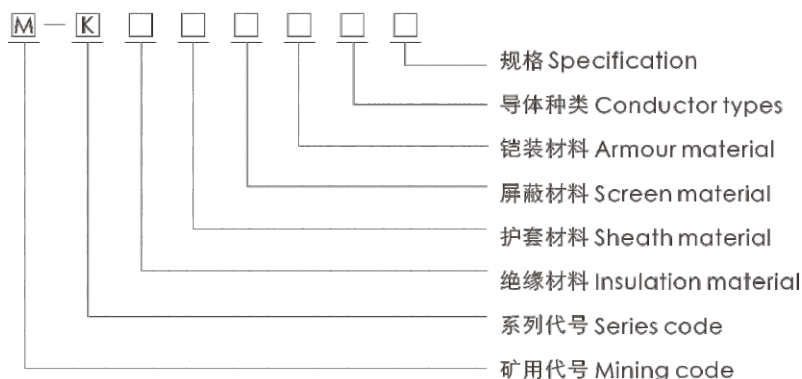 M — K □ □ □ □ □ □
规格 Specification
导体种类 Conductor types
铠装材料 Armour material
屏蔽材料 Screen material
护套材料 Sheath material
绝缘材料 Insulation material
系列代号 Series code
矿用代号 Mining code